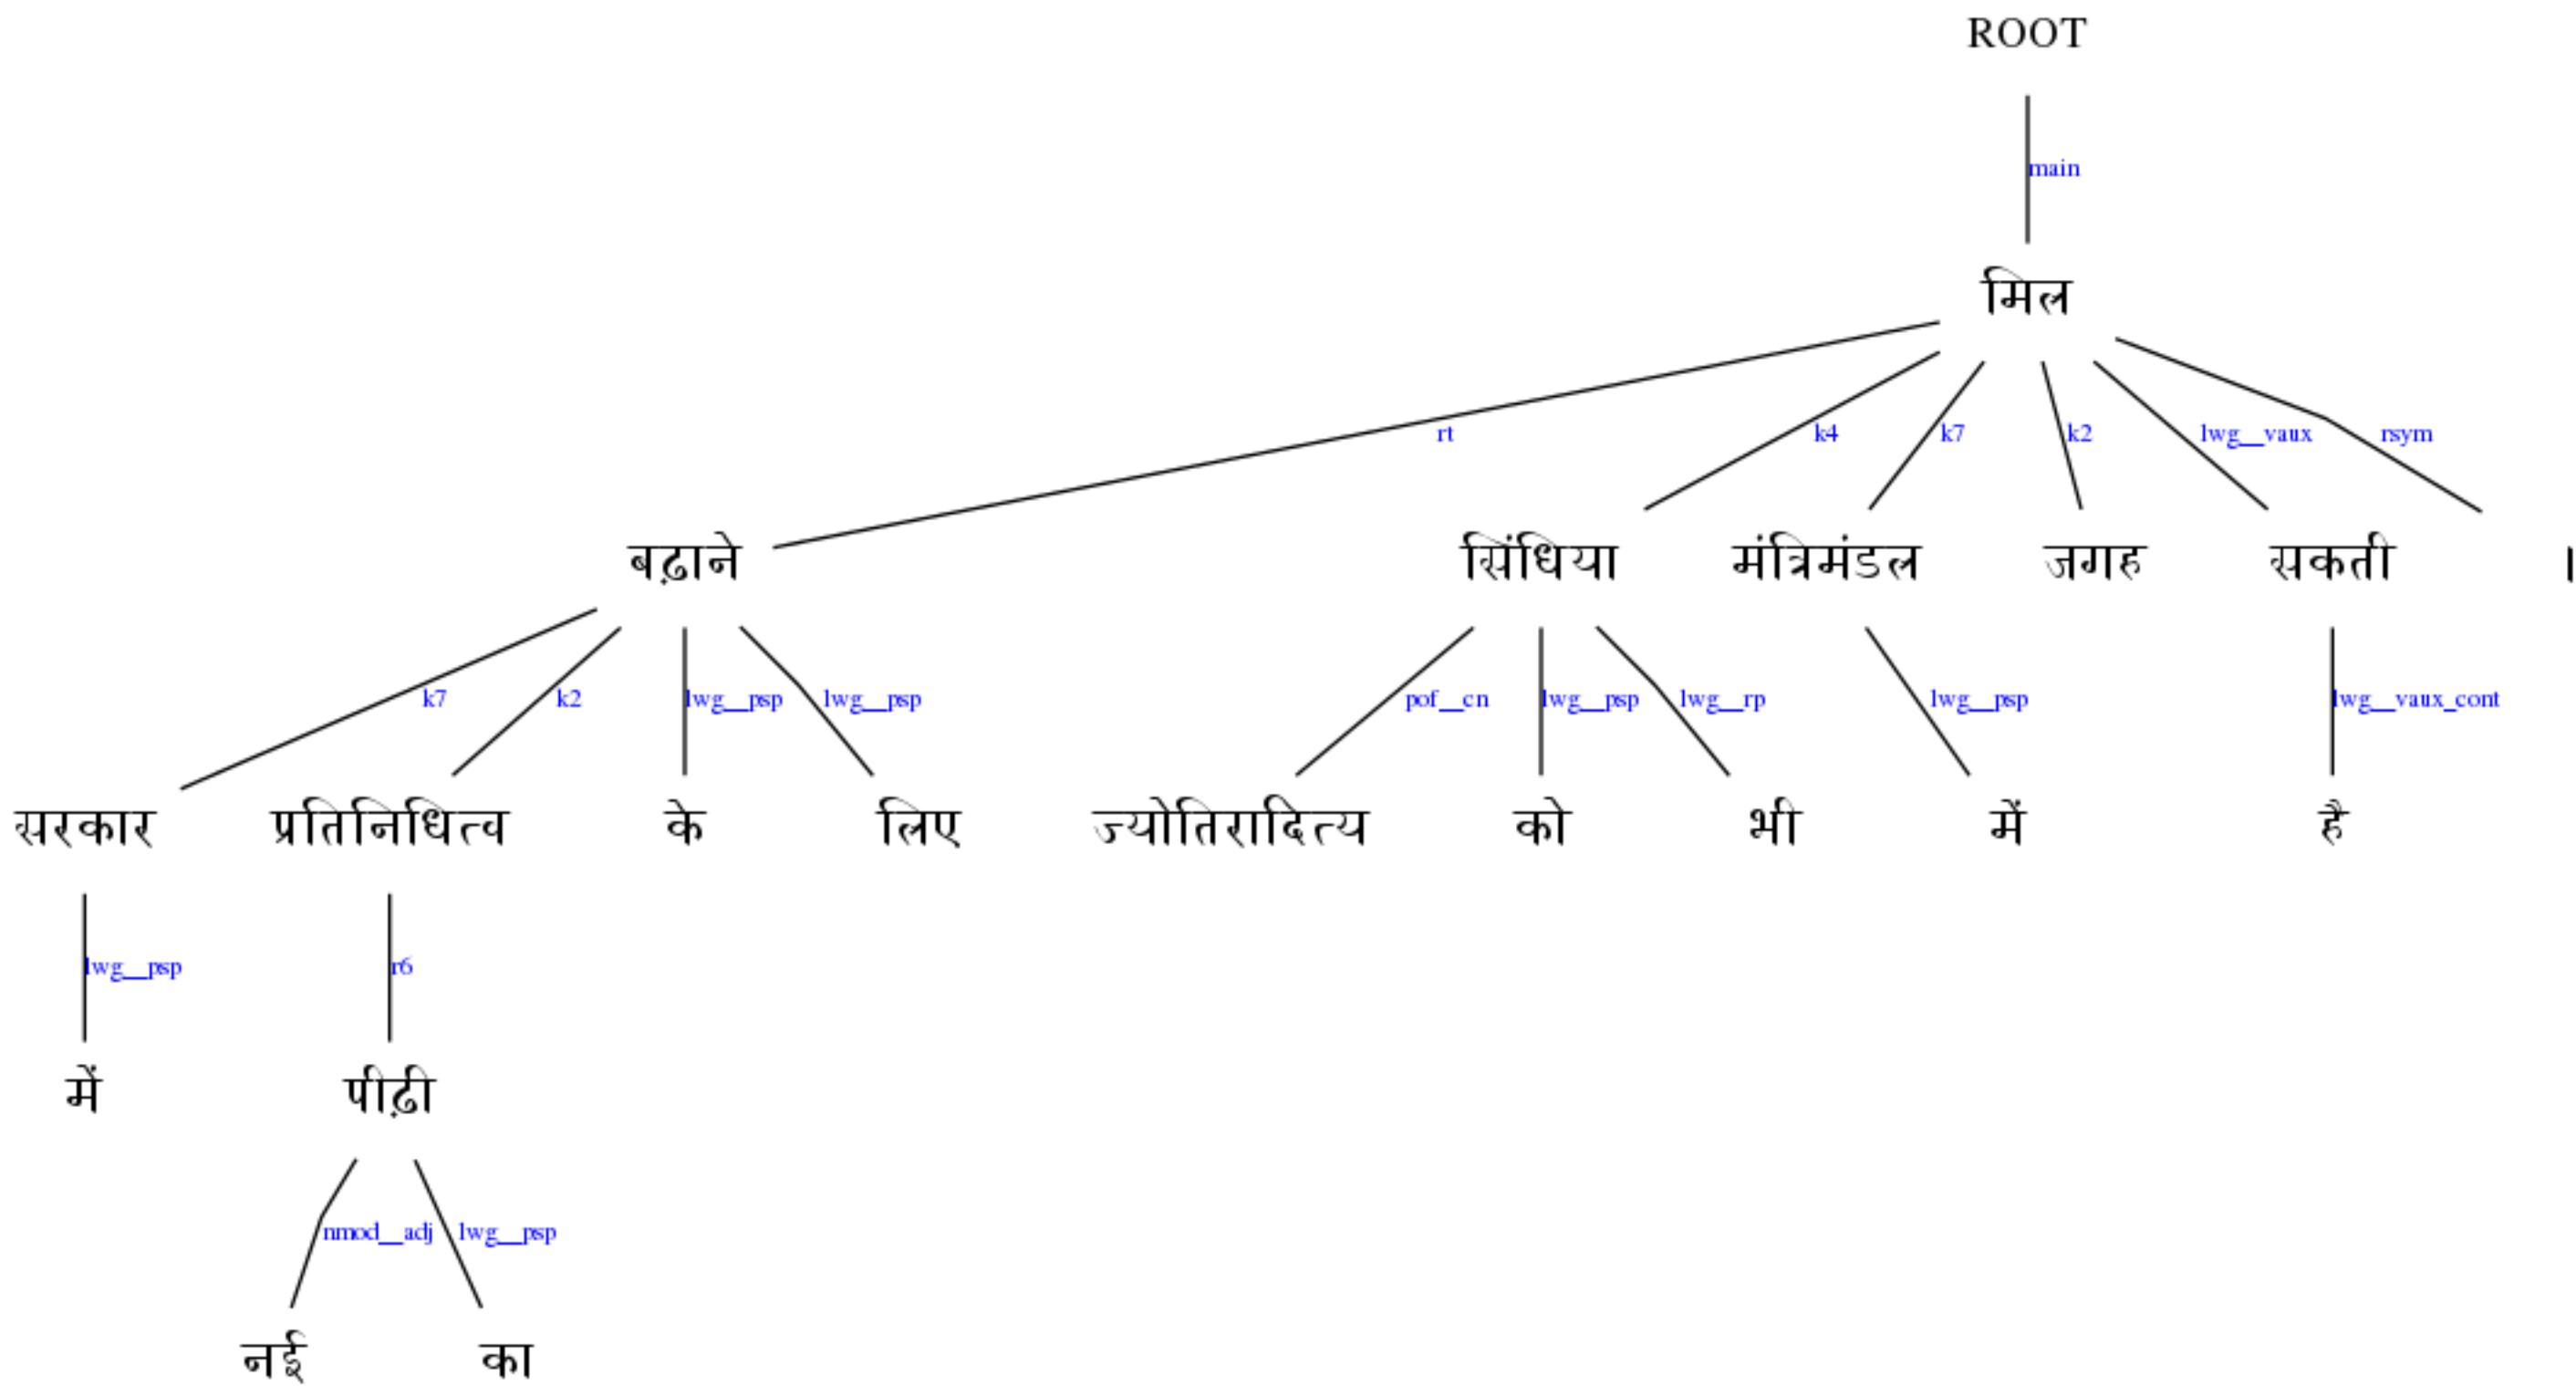 ROOT
main
मिल
rt k4 k7 k2 lwg__vaux rsym
बढ़ाने सिंधिया मंत्रिमंडल जगह सकती ।
k7 k2 lwg__psp lwg__psp pof__cn lwg__psp lwg__rp lwg__psp lwg__vaux_cont
सरकार प्रतिनिधित्व के लिए ज्योतिरादित्य को भी में है
lwg__psp r6
में पीढ़ी
nmod__adj lwg__psp
नई का